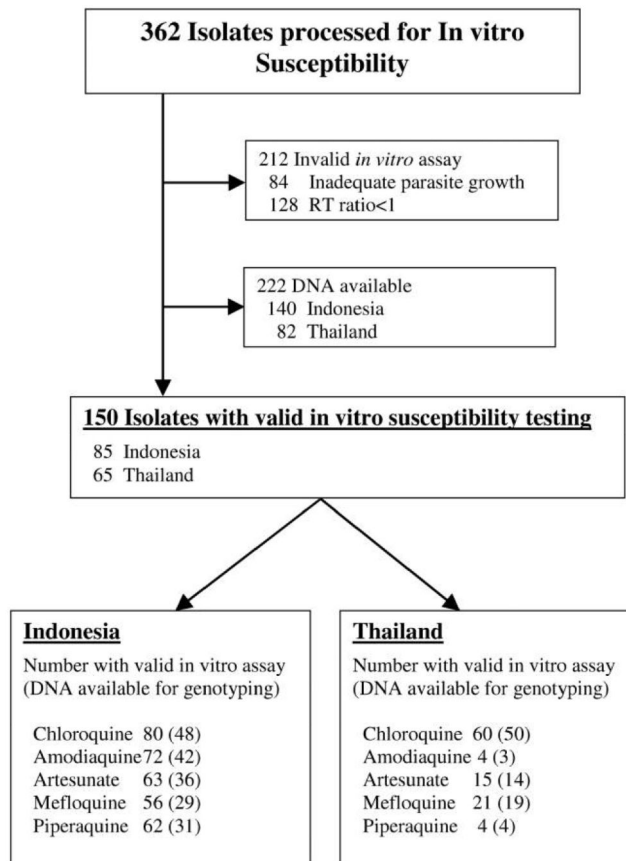 362 Isolates processed for In vitro
Susceptibility
212 Invalid in vitro assay
84 Inadequate parasite growth
128 RT ratio<1
222 DNA available
140 Indonesia
82 Thailand
150 Isolates with valid in vitro susceptibility testing
85 Indonesia
65 Thailand
Indonesia
Number with valid in vitro assay
(DNA available for genotyping)
Chloroquine 80 (48)
Amodiaquine 72 (42)
Artesunate 63 (36)
Mefloquine 56 (29)
Piperaquine 62 (31)
Thailand
Number with valid in vitro assay
(DNA available for genotyping)
Chloroquine 60 (50)
Amodiaquine 4 (3)
Artesunate 15 (14)
Mefloquine 21 (19)
Piperaquine 4 (4)